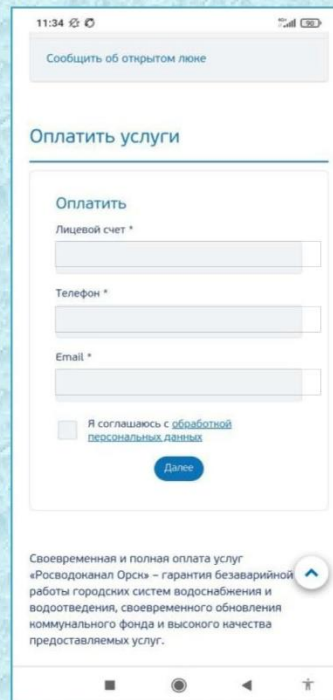 11:34
90
Сообщить об открытом люке
Оплатить услуги
Оплатить
Лицевой счет *
Телефон *
Email *
Я соглашаюсь с обработкой
персональных данных
Далее
Своевременная и полная оплата услуг
«Росводоканал Орск» – гарантия безаварийной
работы городских систем водоснабжения и
водоотведения, своевременного обновления
коммунального фонда и высокого качества
предоставляемых услуг.